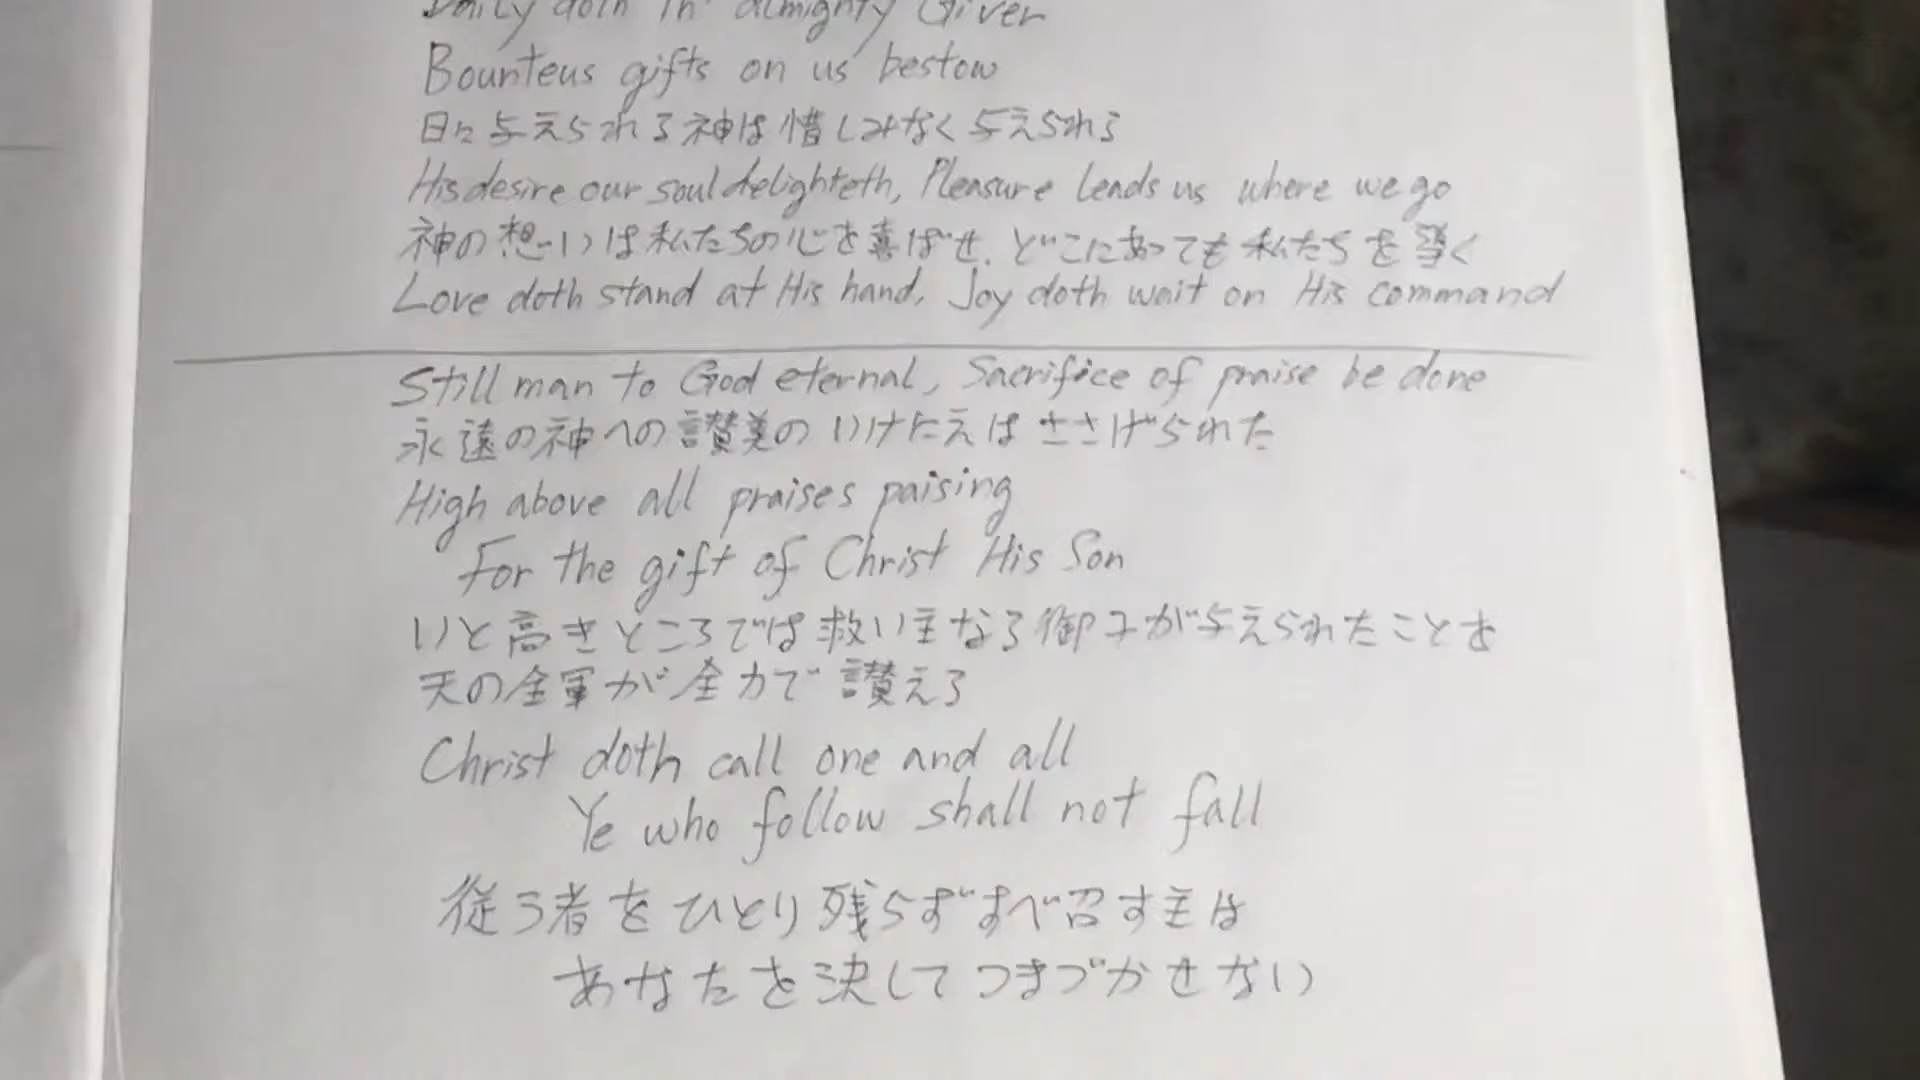 Daily doth th' almighty Giver
Bounteus gifts on us bestow
日々与えられる神は惜しみなく与えられる
His desire our soul delighteth, Pleasure leads us where we go
神の想いは私たちの心を喜ばせ、どこにあっても私たちを導く
Love doth stand at His hand, Joy doth wait on His command
Still man to God eternal, Sacrifice of praise be done
永遠の神への讃美のいけにえはささげられた
High above all praises paising
For the gift of Christ His Son
いと高きところでは救い主なる御子が与えられたことを
天の全軍が全力で讃える
Christ doth call one and all
Ye who follow shall not fall
従う者をひとり残らずすべ召す主は
あなたを決してつまづかせない